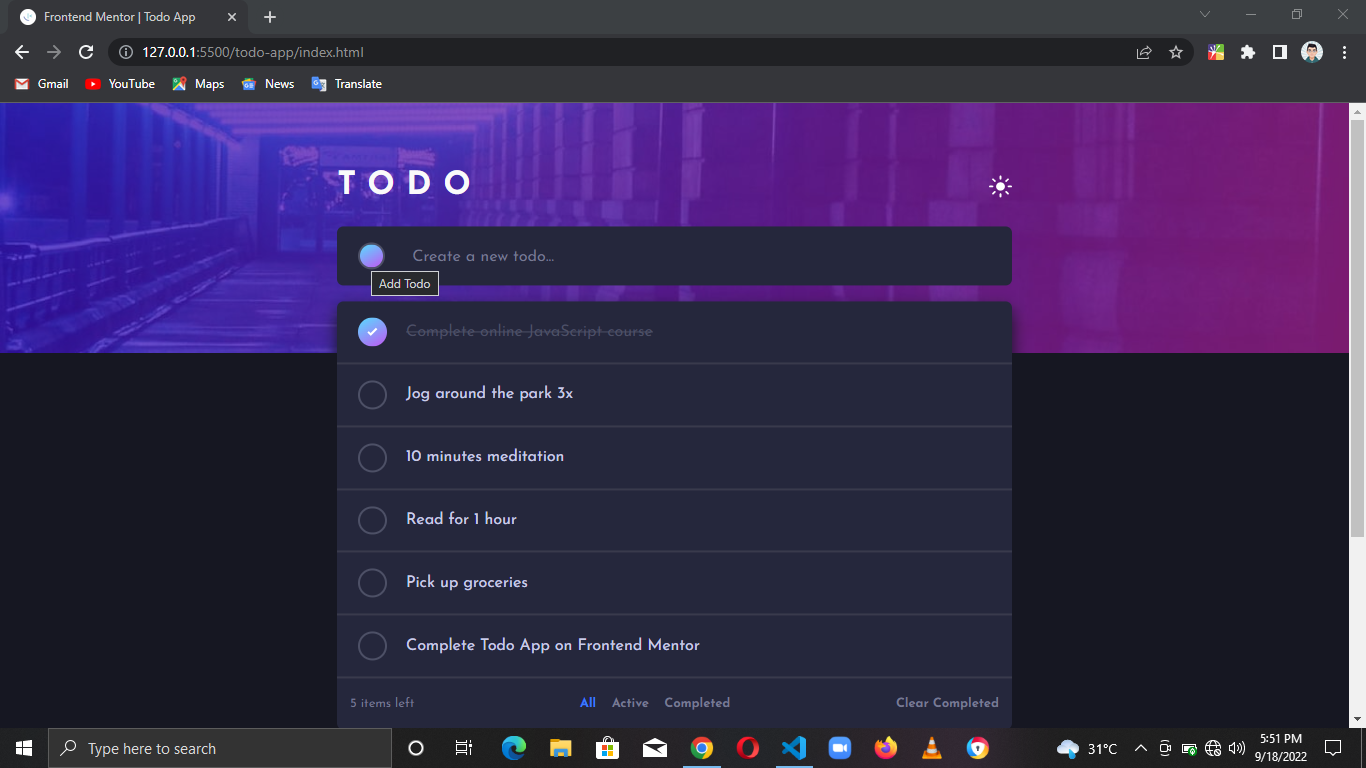 Frontend Mentor | Todo App
127.0.0.1:5500/todo-app/index.html
Gmail YouTube Maps News Translate
TODO
Create a new todo...
Add Todo
Complete online JavaScript course
Jog around the park 3x
10 minutes meditation
Read for 1 hour
Pick up groceries
Complete Todo App on Frontend Mentor
5 items left All Active Completed Clear Completed
Type here to search 31°C 5:51 PM
9/18/2022